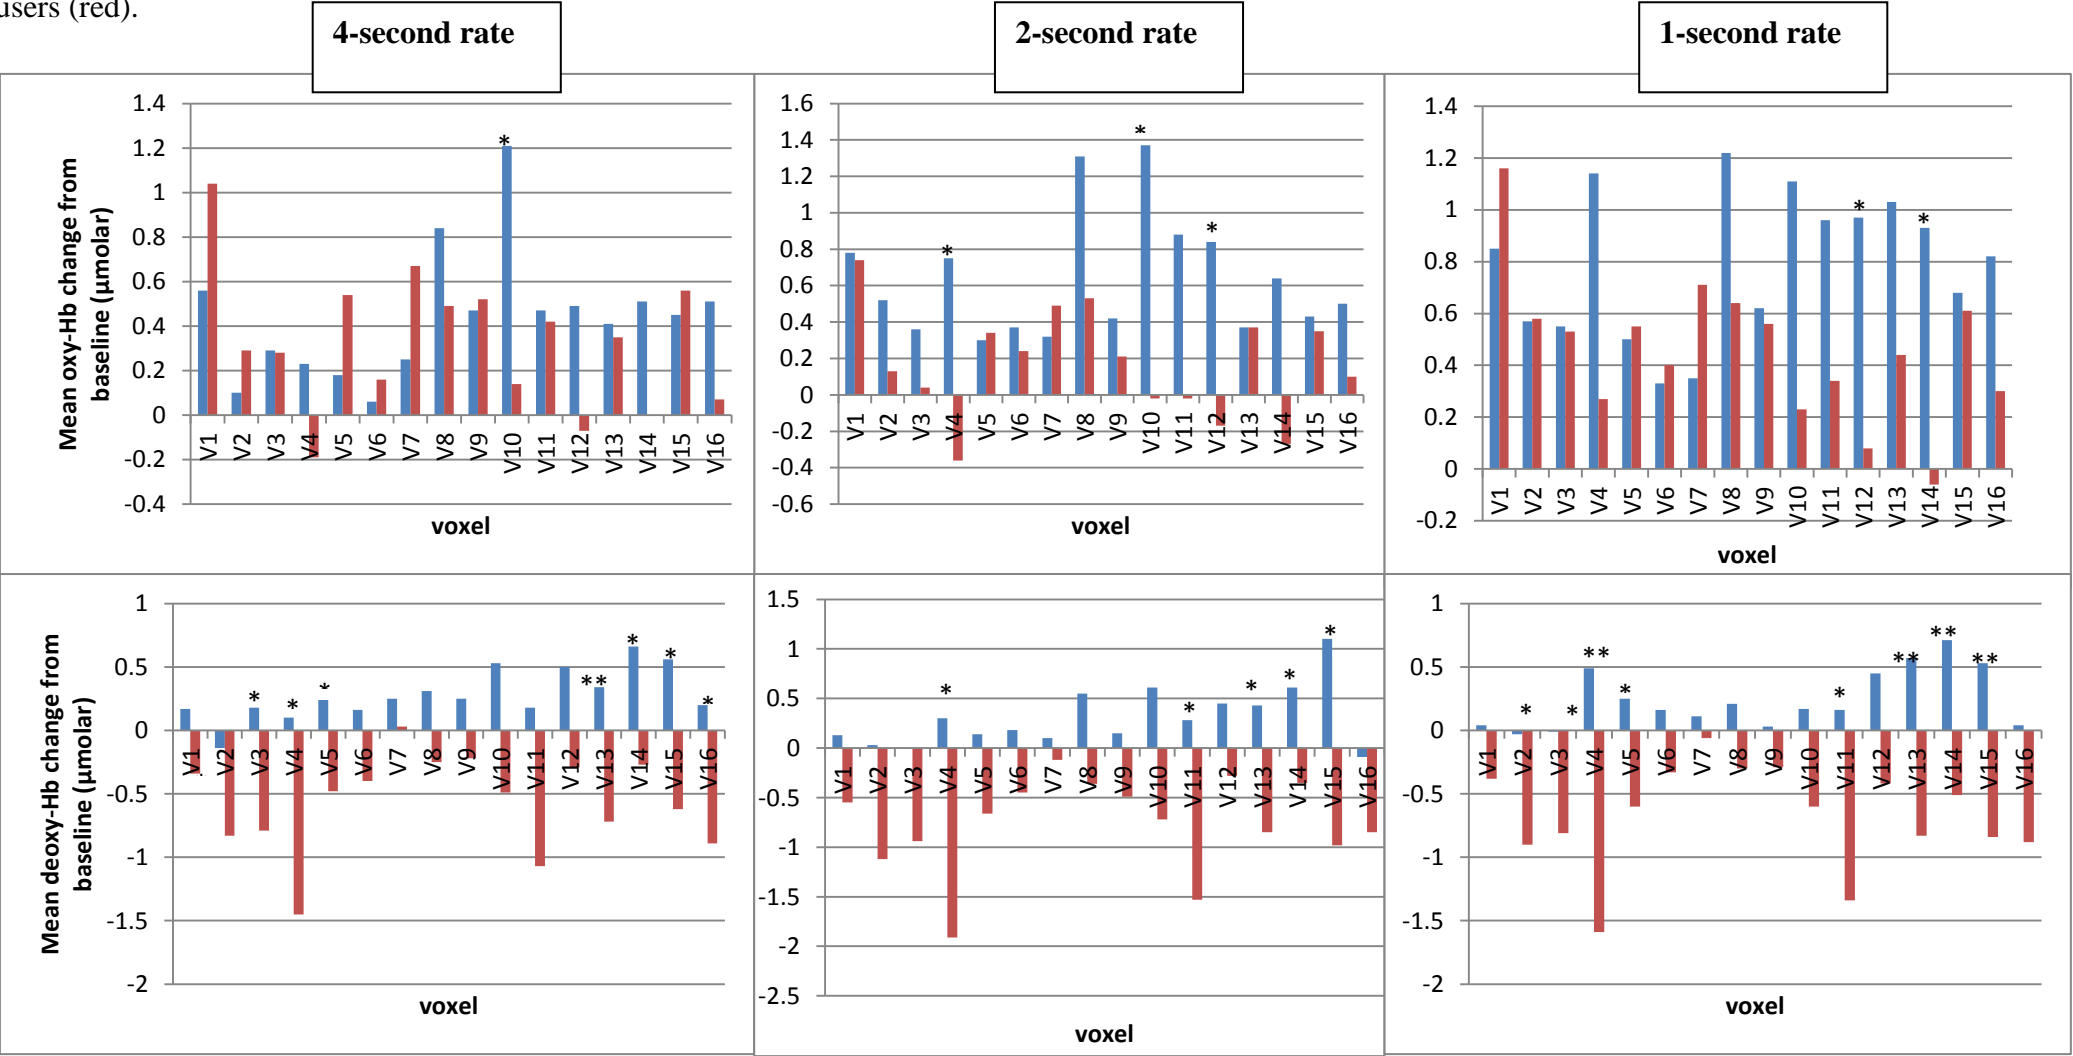 users (red).
4-second rate
2-second rate
1-second rate
Mean oxy-Hb change from
baseline (µmolar)
1.4
1.2
1
0.8
0.6
0.4
0.2
0
-0.2
-0.4
*
V1 V2 V3 V4 V5 V6 V7 V8 V9 V10 V11 V12 V13 V14 V15 V16
voxel
1.6
1.4
1.2
1
0.8
0.6
0.4
0.2
0
-0.2
-0.4
-0.6
* * *
V1 V2 V3 V4 V5 V6 V7 V8 V9 V10 V11 V12 V13 V14 V15 V16
voxel
1.4
1.2
1
0.8
0.6
0.4
0.2
0
-0.2
* *
V1 V2 V3 V4 V5 V6 V7 V8 V9 V10 V11 V12 V13 V14 V15 V16
voxel
Mean deoxy-Hb change from
baseline (µmolar)
1
0.5
0
-0.5
-1
-1.5
-2
* * * ** * * *
V1 V2 V3 V4 V5 V6 V7 V8 V9 V10 V11 V12 V13 V14 V15 V16
voxel
1.5
1
0.5
0
-0.5
-1
-1.5
-2
-2.5
* * * * *
V1 V2 V3 V4 V5 V6 V7 V8 V9 V10 V11 V12 V13 V14 V15 V16
voxel
1
0.5
0
-0.5
-1
-1.5
-2
* * ** * * ** ** **
V1 V2 V3 V4 V5 V6 V7 V8 V9 V10 V11 V12 V13 V14 V15 V16
voxel